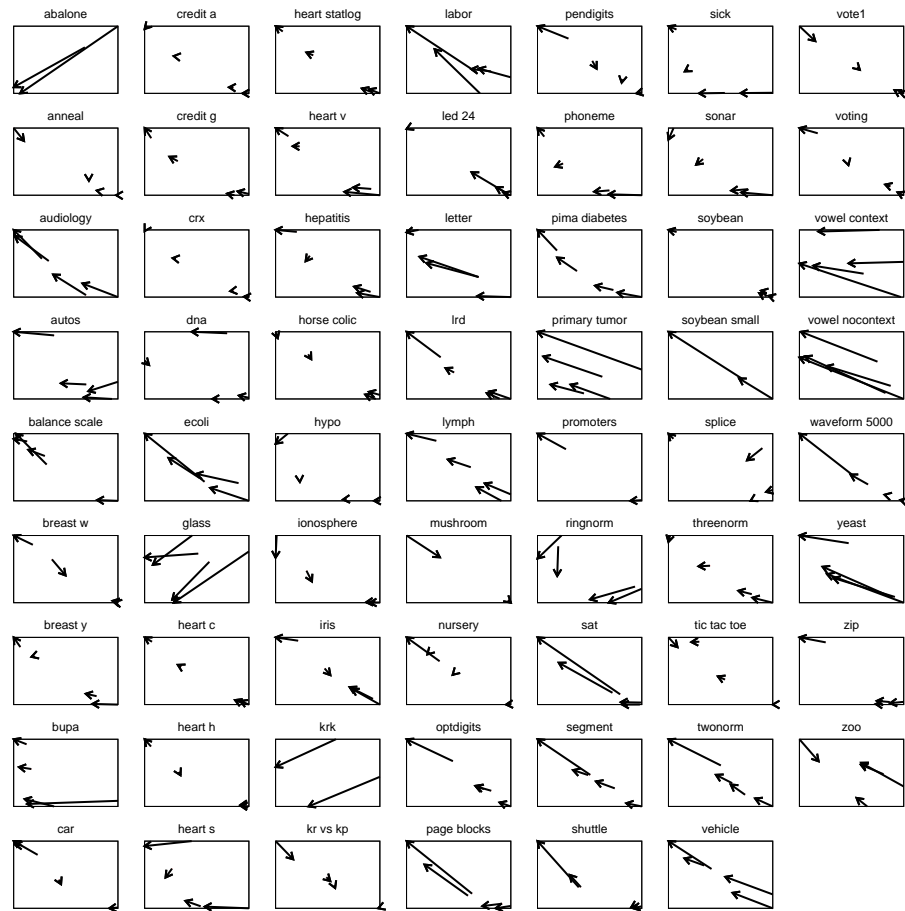 abalone credit a heart statlog labor pendigits sick vote1
anneal credit g heart v led 24 phoneme sonar voting
audiology crx hepatitis letter pima diabetes soybean vowel context
autos dna horse colic lrd primary tumor soybean small vowel nocontext
balance scale ecoli hypo lymph promoters splice waveform 5000
breast w glass ionosphere mushroom ringnorm threenorm yeast
breast y heart c iris nursery sat tic tac toe zip
bupa heart h krk optdigits segment twonorm zoo
car heart s kr vs kp page blocks shuttle vehicle